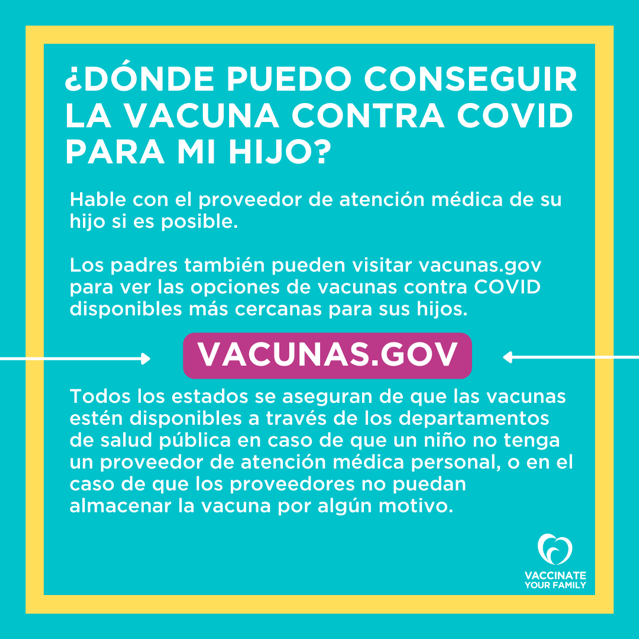 ¿DÓNDE PUEDO CONSEGUIR
LA VACUNA CONTRA COVID
PARA MI HIJO?
Hable con el proveedor de atención médica de su
hijo si es posible.
Los padres también pueden visitar vacunas.gov
para ver las opciones de vacunas contra COVID
disponibles más cercanas para sus hijos.
VACUNAS.GOV
Todos los estados se aseguran de que las vacunas
estén disponibles a través de los departamentos
de salud pública en caso de que un niño no tenga
un proveedor de atención médica personal, o en el
caso de que los proveedores no puedan
almacenar la vacuna por algún motivo.
VACCINATE
YOUR FAMILY